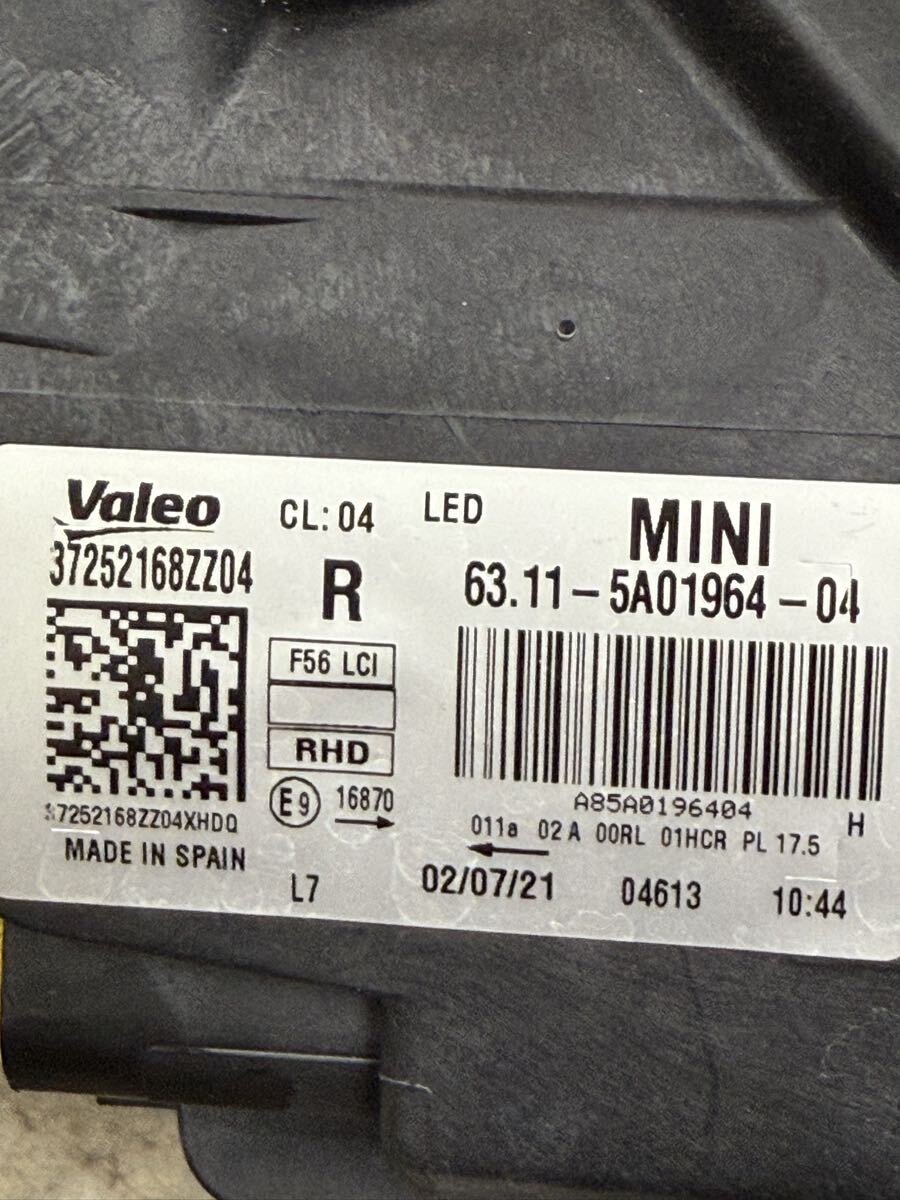 Valeo CL: 04 LED MINI
37252168ZZ04 R 63.11-5A01964-04
F56 LCI
RHD
E9 16870 A85A0196404 H
37252168ZZ04XHDQ 011a 02A 00RL 01HCR PL 17.5
MADE IN SPAIN
L7 02/07/21 04613 10:44